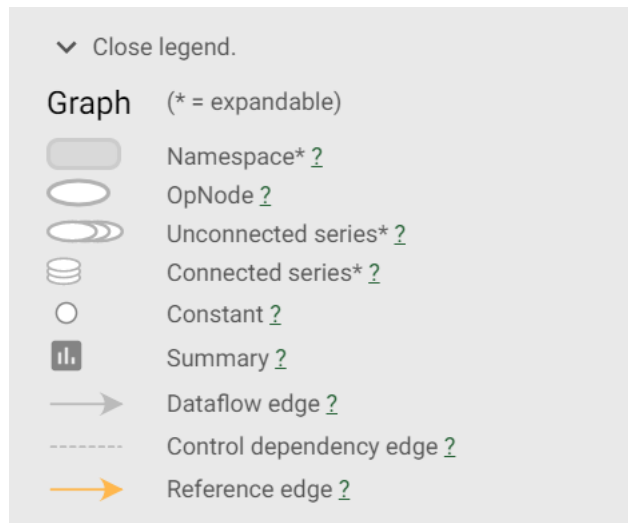 Close legend.
Graph (* = expandable)
Namespace* ?
OpNode ?
Unconnected series* ?
Connected series* ?
Constant ?
Summary ?
Dataflow edge ?
Control dependency edge ?
Reference edge ?